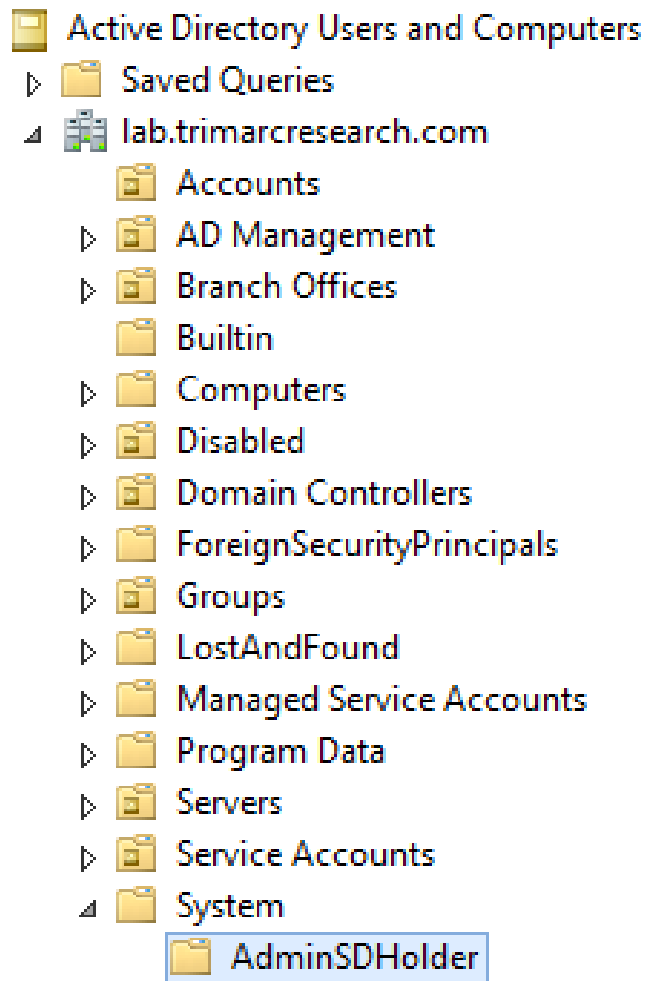 Active Directory Users and Computers
Saved Queries
lab.trimarcresearch.com
Accounts
AD Management
Branch Offices
Builtin
Computers
Disabled
Domain Controllers
ForeignSecurityPrincipals
Groups
LostAndFound
Managed Service Accounts
Program Data
Servers
Service Accounts
System
AdminSDHolder